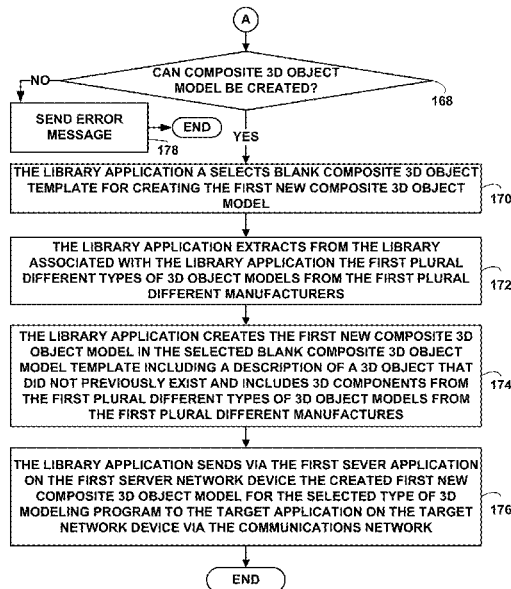 A
CAN COMPOSITE 3D OBJECT
MODEL BE CREATED?
NO
168
SEND ERROR
MESSAGE
END
178
YES
THE LIBRARY APPLICATION A SELECTS BLANK COMPOSITE 3D OBJECT
TEMPLATE FOR CREATING THE FIRST NEW COMPOSITE 3D OBJECT
MODEL
170
THE LIBRARY APPLICATION EXTRACTS FROM THE LIBRARY
ASSOCIATED WITH THE LIBRARY APPLICATION THE FIRST PLURAL
DIFFERENT TYPES OF 3D OBJECT MODELS FROM THE FIRST PLURAL
DIFFERENT MANUFACTURERS
172
THE LIBRARY APPLICATION CREATES THE FIRST NEW COMPOSITE 3D
OBJECT MODEL IN THE SELECTED BLANK COMPOSITE 3D OBJECT
MODEL TEMPLATE INCLUDING A DESCRIPTION OF A 3D OBJECT THAT
DID NOT PREVIOUSLY EXIST AND INCLUDES 3D COMPONENTS FROM
THE FIRST PLURAL DIFFERENT TYPES OF 3D OBJECT MODELS FROM
THE FIRST PLURAL DIFFERENT MANUFACTURES
174
THE LIBRARY APPLICATION SENDS VIA THE FIRST SEVER APPLICATION
ON THE FIRST SERVER NETWORK DEVICE THE CREATED FIRST NEW
COMPOSITE 3D OBJECT MODEL FOR THE SELECTED TYPE OF 3D
MODELING PROGRAM TO THE TARGET APPLICATION ON THE TARGET
NETWORK DEVICE VIA THE COMMUNICATIONS NETWORK
176
END